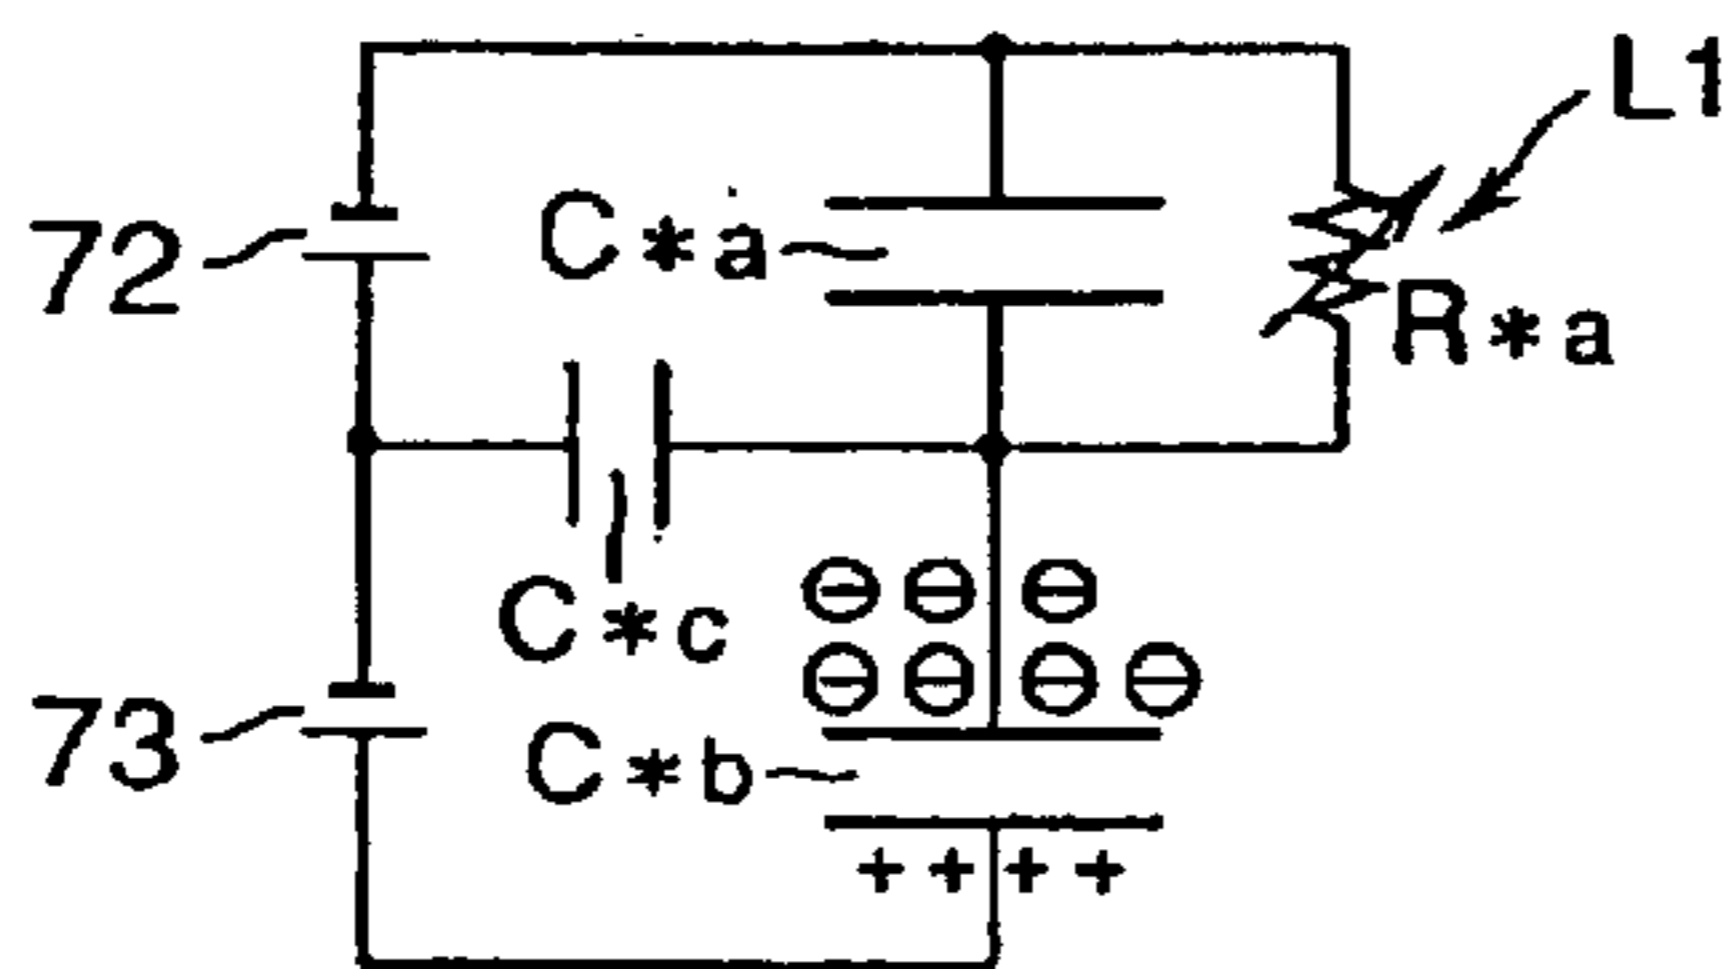 L1
72
C*a
R*a
C*c
⊖ ⊖ ⊖
⊖ ⊖ ⊖ ⊖
73
C*b
+ + + +